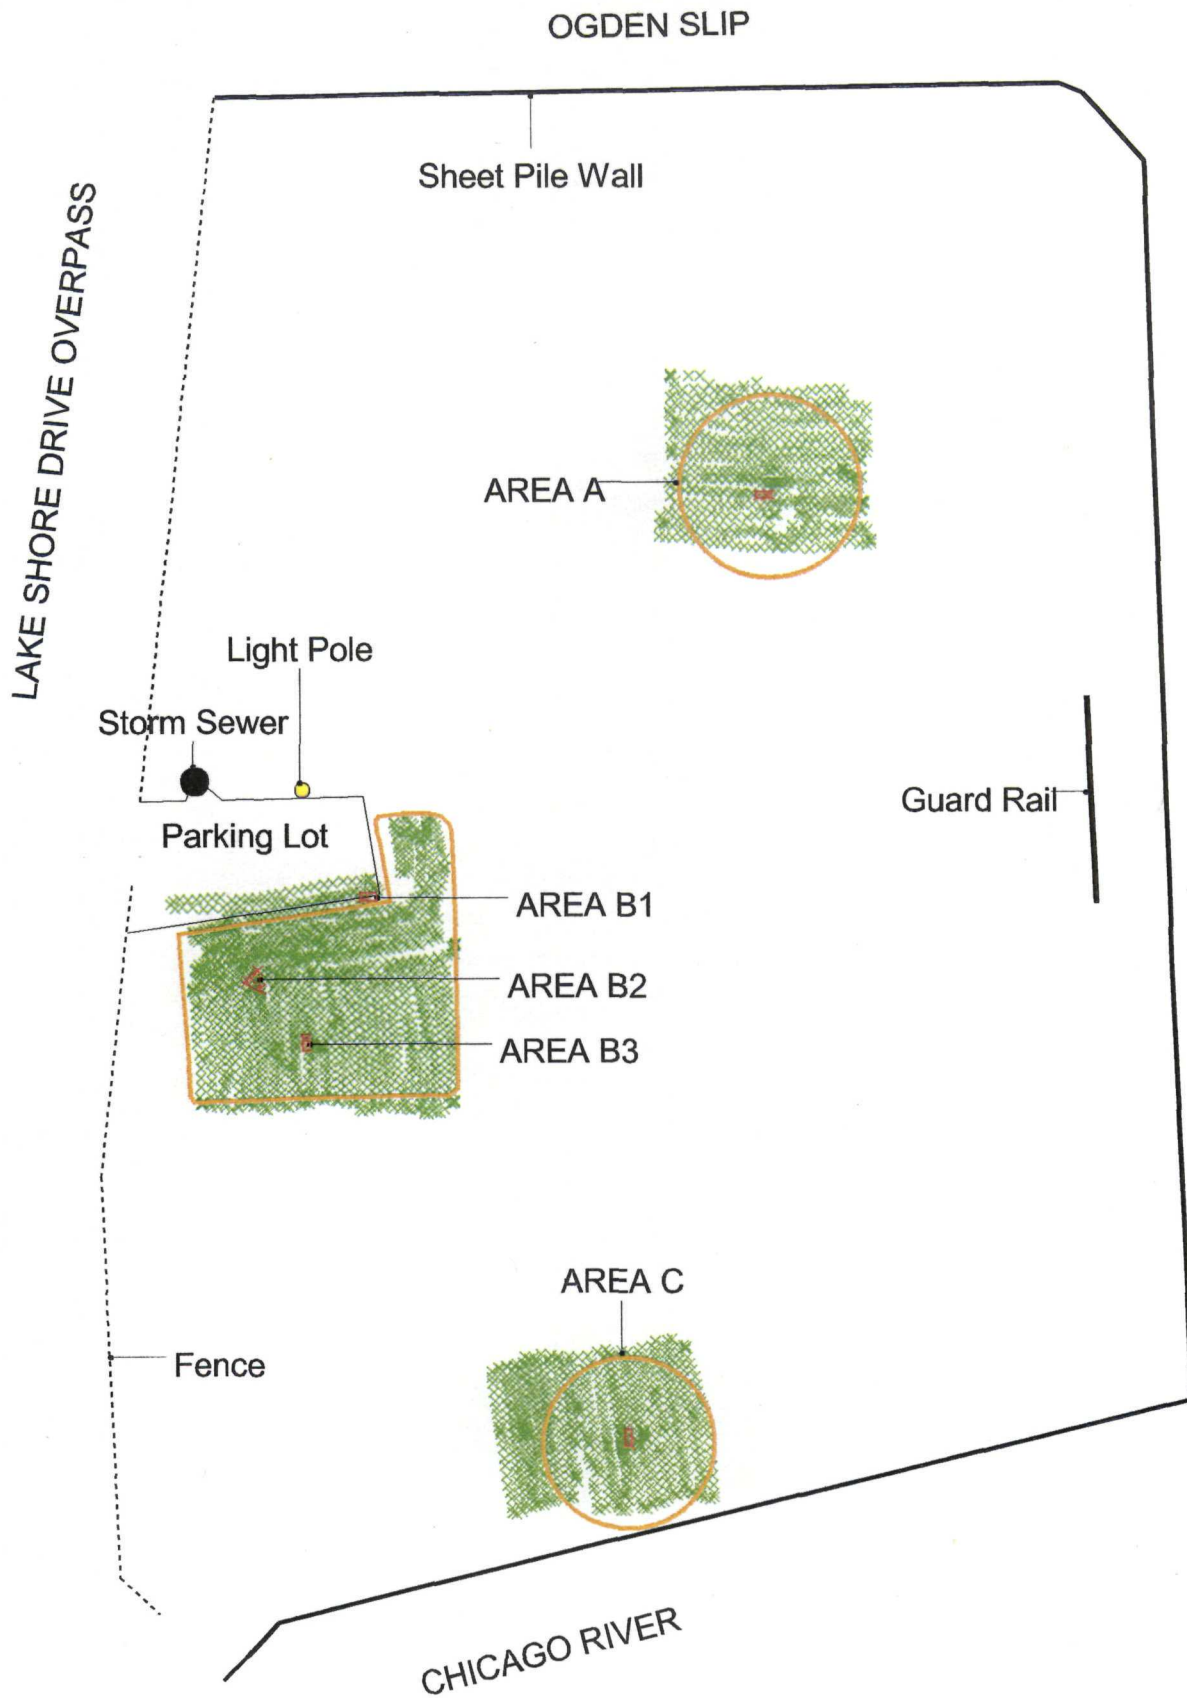 OGDEN SLIP
Sheet Pile Wall
LAKE SHORE DRIVE OVERPASS
AREA A
Light Pole
Storm Sewer
Guard Rail
Parking Lot
AREA B1
AREA B2
AREA B3
AREA C
Fence
CHICAGO RIVER